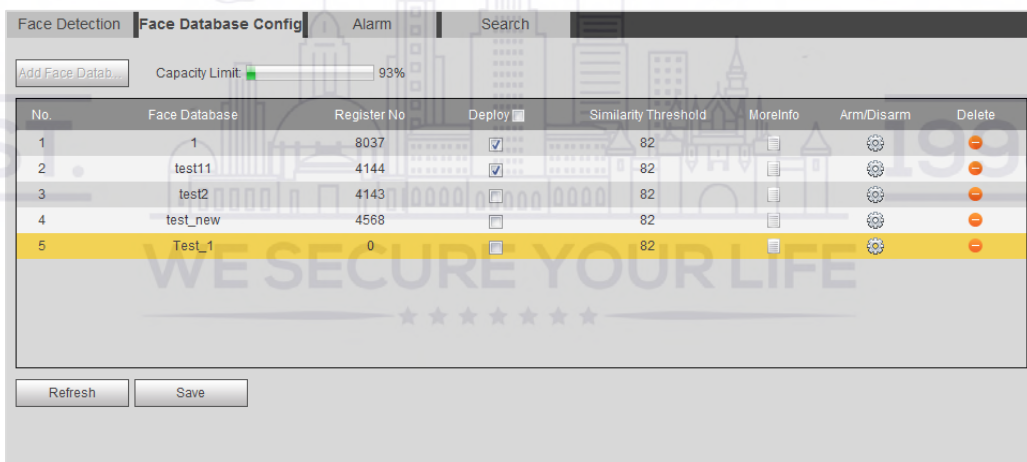 Face Detection Face Database Config Alarm Search
Add Face Datab... Capacity Limit: 93%
No. Face Database Register No Deploy Similarity Threshold MoreInfo Arm/Disarm Delete
1 1 8037 82
2 test11 4144 82
3 test2 4143 82
4 test_new 4568 82
5 Test_1 0 82
WE SECURE YOUR LIFE
Refresh Save